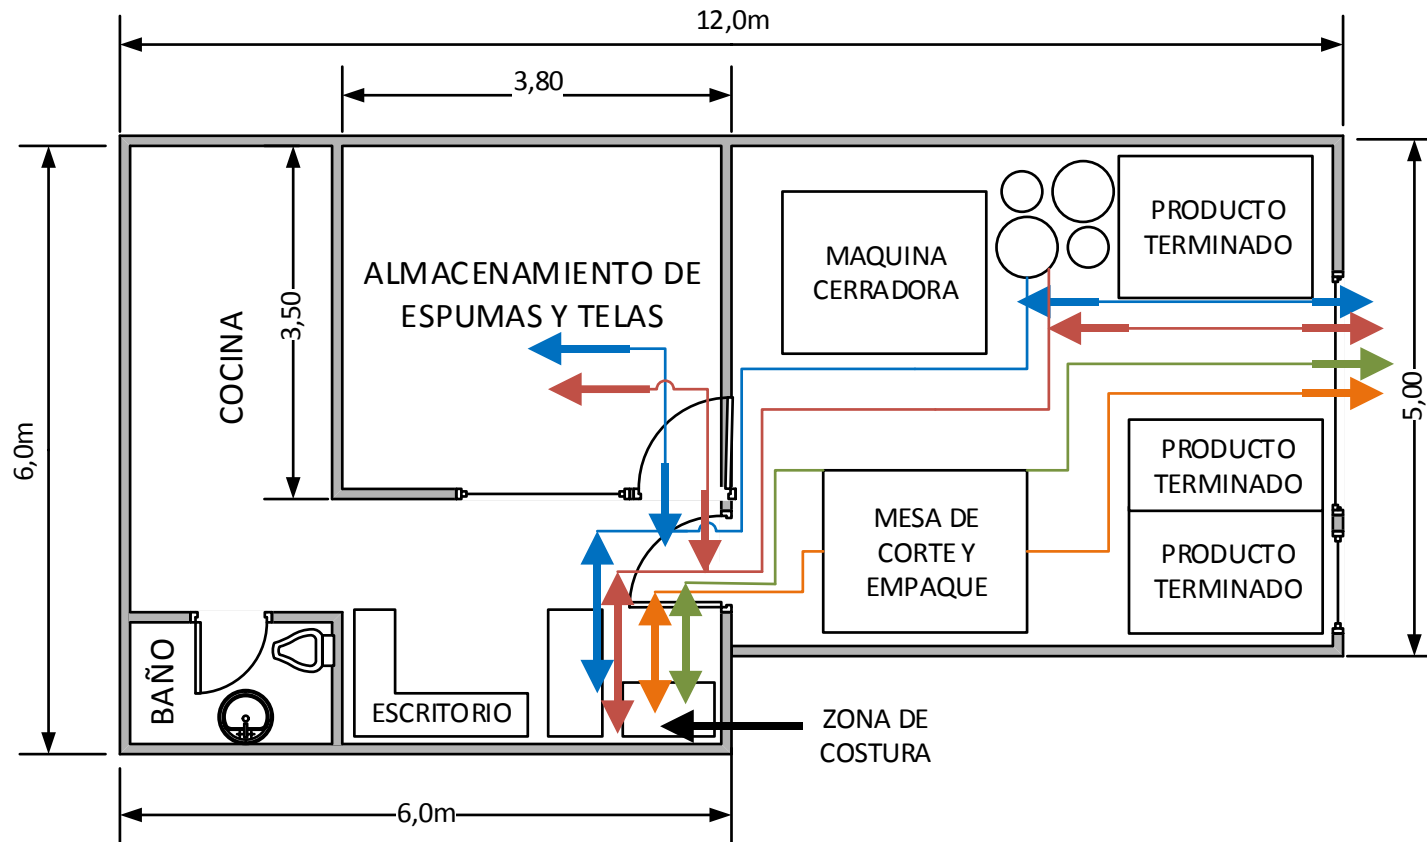 12,0m
3,80
PRODUCTO
TERMINADO
MAQUINA
CERRADORA
ALMACENAMIENTO DE
ESPUMAS Y TELAS
3,50
COCINA
6,0m
5,00
PRODUCTO
TERMINADO
MESA DE
CORTE Y
EMPAQUE
PRODUCTO
TERMINADO
BAÑO
ESCRITORIO
ZONA DE
COSTURA
6,0m